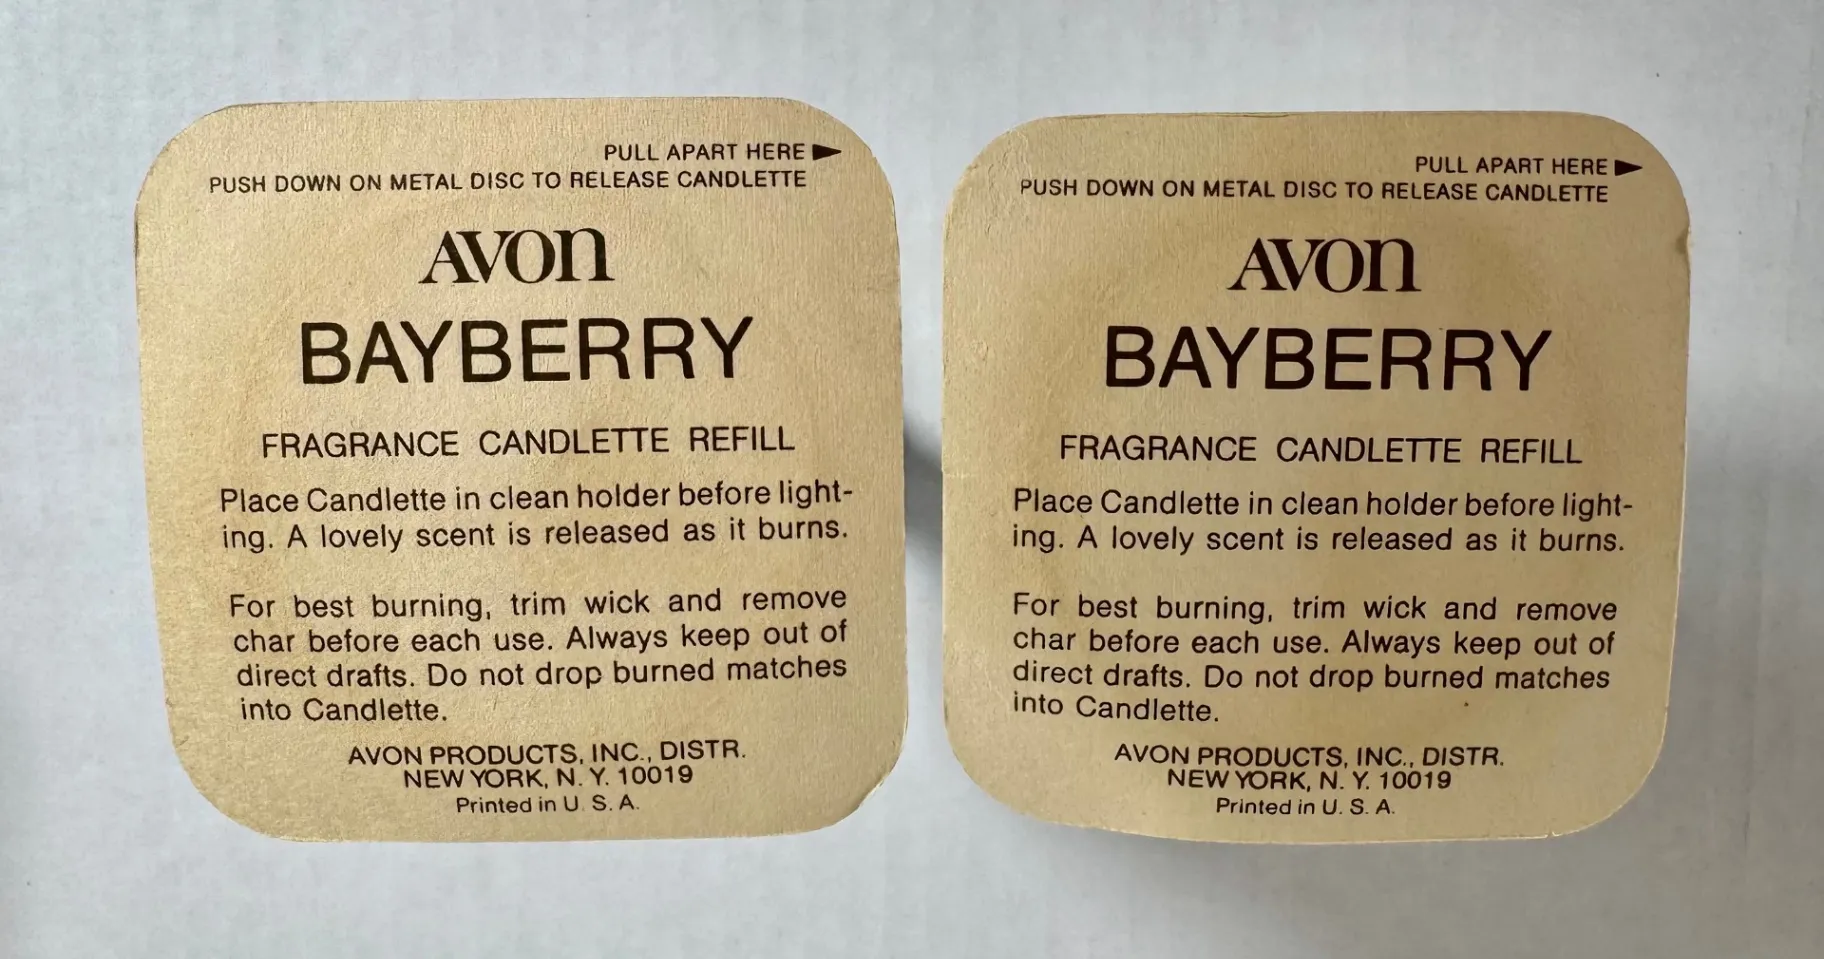 PULL APART HERE ►
PUSH DOWN ON METAL DISC TO RELEASE CANDLETTE
AVON
BAYBERRY
FRAGRANCE CANDLETTE REFILL
Place Candlette in clean holder before light-
ing. A lovely scent is released as it burns.
For best burning, trim wick and remove
char before each use. Always keep out of
direct drafts. Do not drop burned matches
into Candlette.
AVON PRODUCTS, INC., DISTR.
NEW YORK, N. Y. 10019
Printed in U. S. A.
PULL APART HERE ►
PUSH DOWN ON METAL DISC TO RELEASE CANDLETTE
AVON
BAYBERRY
FRAGRANCE CANDLETTE REFILL
Place Candlette in clean holder before light-
ing. A lovely scent is released as it burns.
For best burning, trim wick and remove
char before each use. Always keep out of
direct drafts. Do not drop burned matches
into Candlette.
AVON PRODUCTS, INC., DISTR.
NEW YORK, N. Y. 10019
Printed in U. S. A.